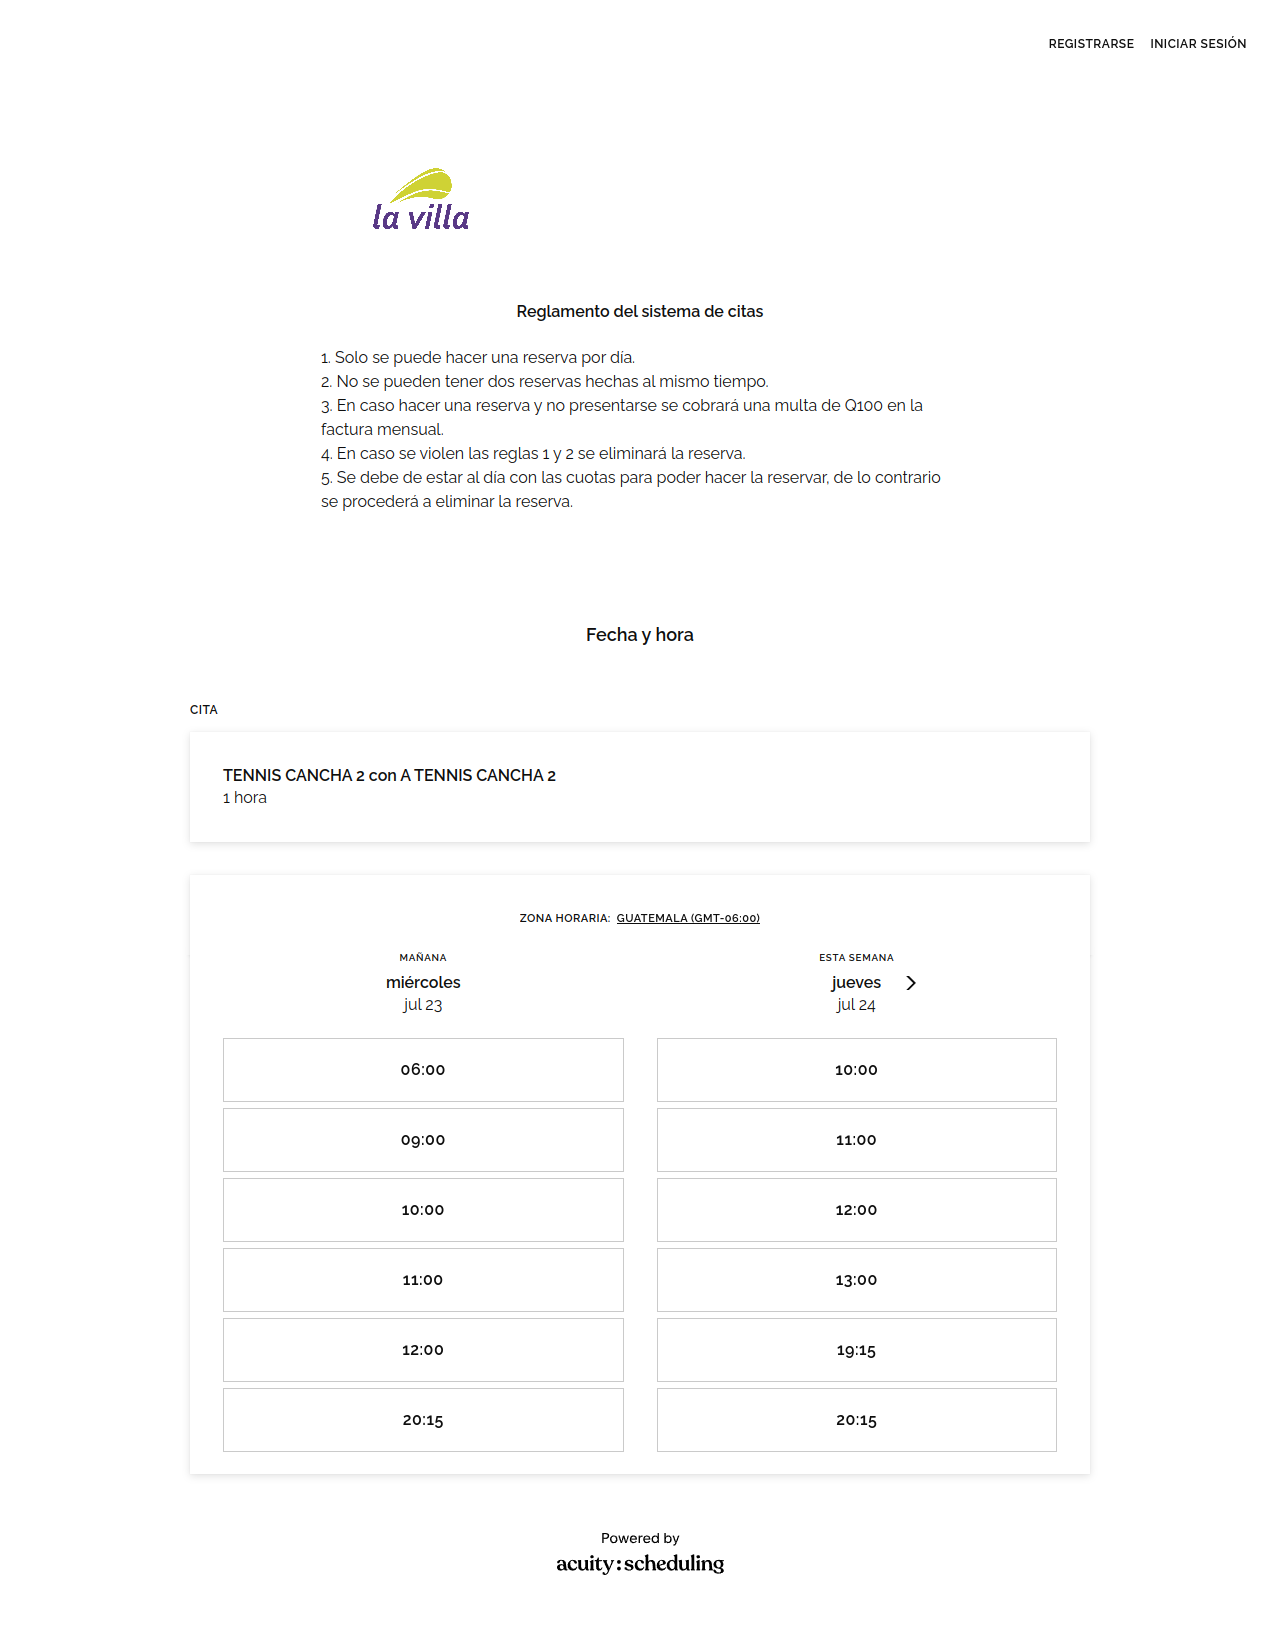 REGISTRARSE INICIAR SESIÓN
la villa
Reglamento del sistema de citas
1. Solo se puede hacer una reserva por día.
2. No se pueden tener dos reservas hechas al mismo tiempo.
3. En caso hacer una reserva y no presentarse se cobrará una multa de Q100 en la
factura mensual.
4. En caso se violen las reglas 1 y 2 se eliminará la reserva.
5. Se debe de estar al día con las cuotas para poder hacer la reservar, de lo contrario
se procederá a eliminar la reserva.
Fecha y hora
CITA
TENNIS CANCHA 2 con A TENNIS CANCHA 2
1 hora
ZONA HORARIA: GUATEMALA (GMT-06:00)
MAÑANA
miércoles
jul 23
06:00
09:00
10:00
11:00
12:00
20:15
ESTA SEMANA
jueves
jul 24
10:00
11:00
12:00
13:00
19:15
20:15
Powered by
acuity:scheduling